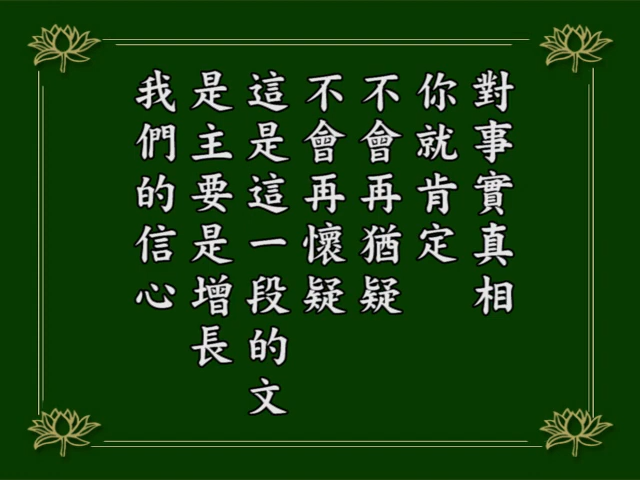 對事實真相
你就肯定
不會再猶疑
不會再懷疑
這是這一段的文
是主要是增長
我們的信心